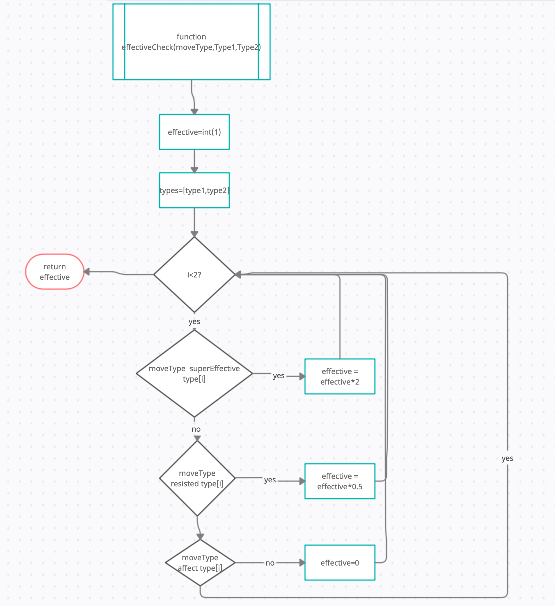 function
effectiveCheck(moveType,Type1,Type2)
effective=int(1)
types=[type1,type2]
return
effective
i<2?
yes
moveType superEffective
type[i]
yes
effective =
effective*2
no
moveType
resisted type[i]
yes
effective =
effective*0.5
yes
moveType
affect type[i]
no
effective=0